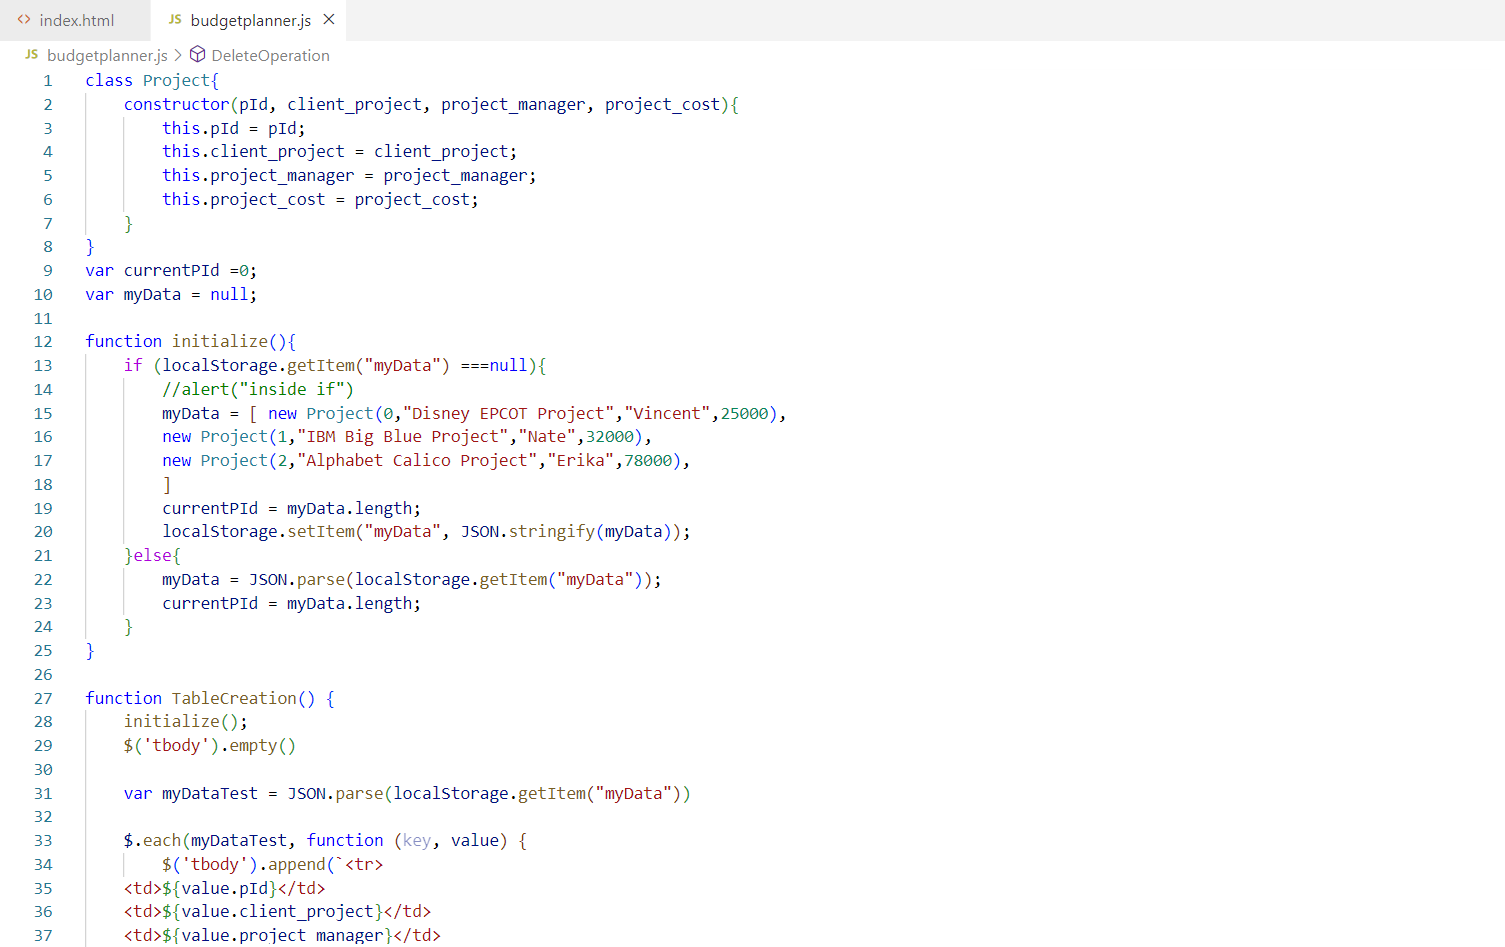 index.html
JS budgetplanner.js
JS budgetplanner.js > DeleteOperation
1 class Project{
2 constructor(pId, client_project, project_manager, project_cost){
3 this.pId = pId;
4 this.client_project = client_project;
5 this.project_manager = project_manager;
6 this.project_cost = project_cost;
7 }
8 }
9 var currentPId =0;
10 var myData = null;
11
12 function initialize(){
13 if (localStorage.getItem("myData") ===null){
14 //alert("inside if")
15 myData = [ new Project(0,"Disney EPCOT Project","Vincent",25000),
16 new Project(1,"IBM Big Blue Project","Nate",32000),
17 new Project(2,"Alphabet Calico Project","Erika",78000),
18 ]
19 currentPId = myData.length;
20 localStorage.setItem("myData", JSON.stringify(myData));
21 }else{
22 myData = JSON.parse(localStorage.getItem("myData"));
23 currentPId = myData.length;
24 }
25 }
26
27 function TableCreation() {
28 initialize();
29 $('tbody').empty()
30
31 var myDataTest = JSON.parse(localStorage.getItem("myData"))
32
33 $.each(myDataTest, function (key, value) {
34 $('tbody').append(`<tr>
35 <td>${value.pId}</td>
36 <td>${value.client_project}</td>
37 <td>${value.project_manager}</td>